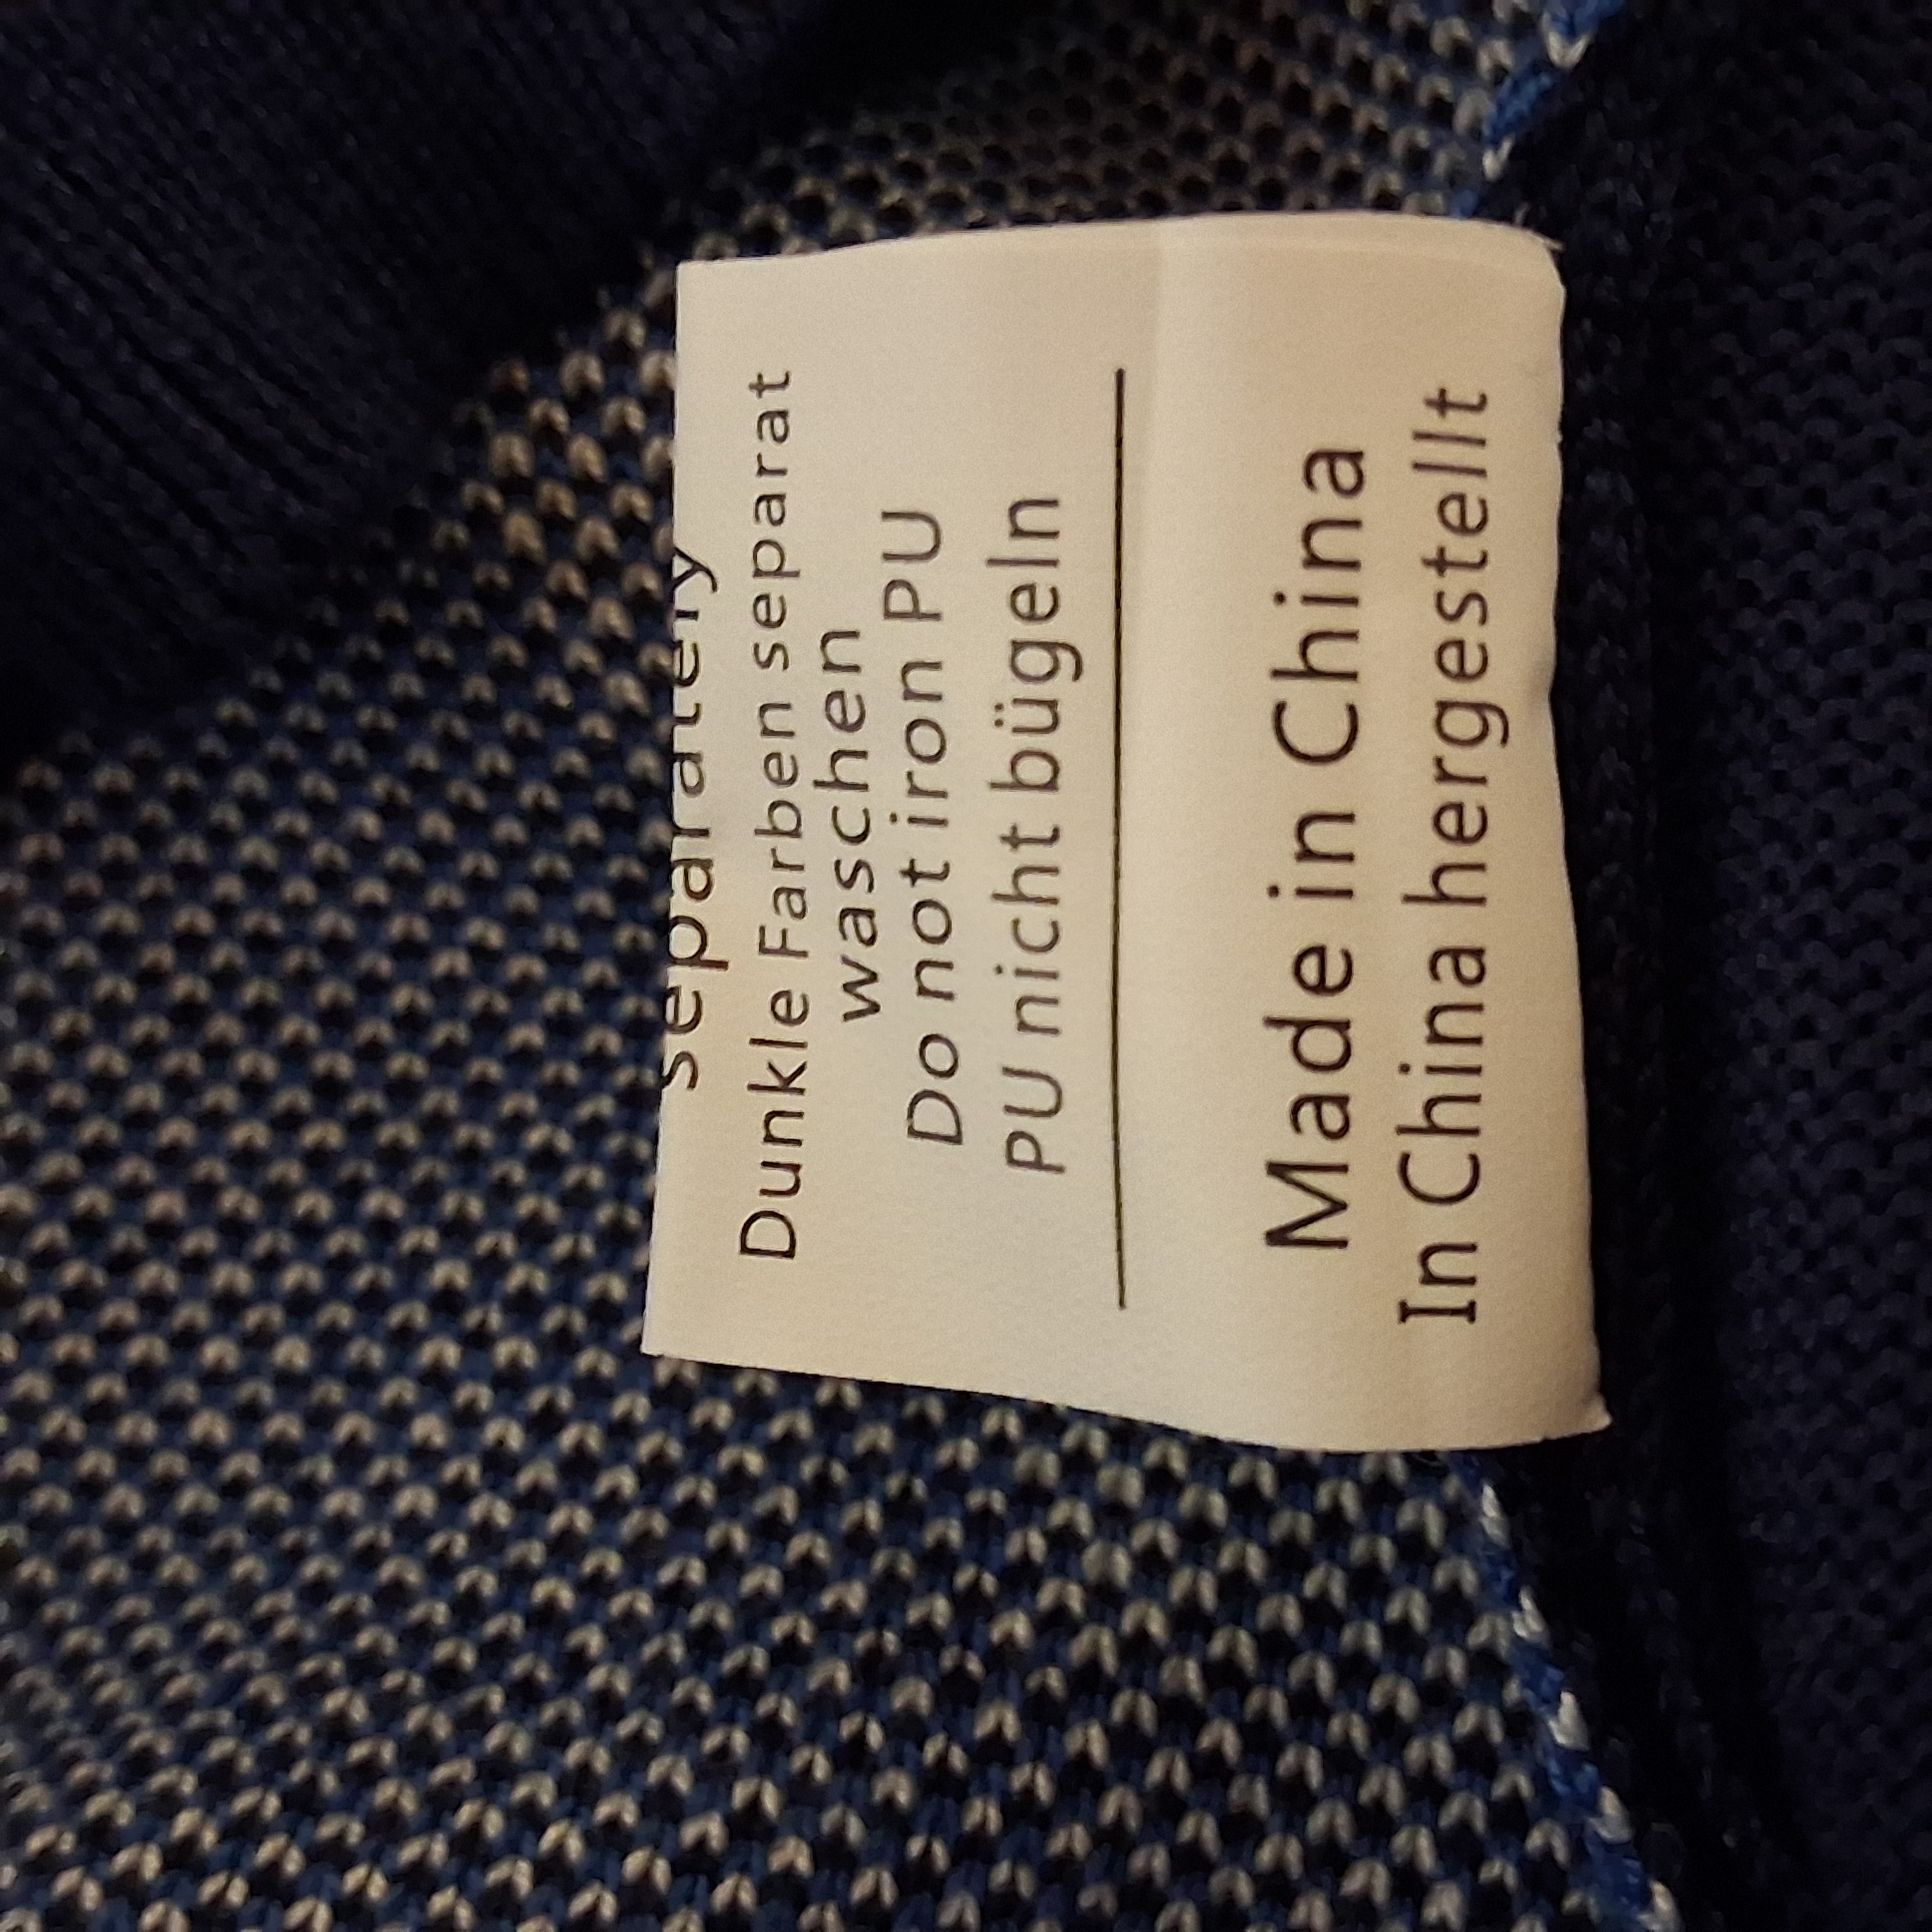 separately
Dunkle Farben separat
waschen
Do not iron PU
PU nicht bügeln
Made in China
In China hergestellt